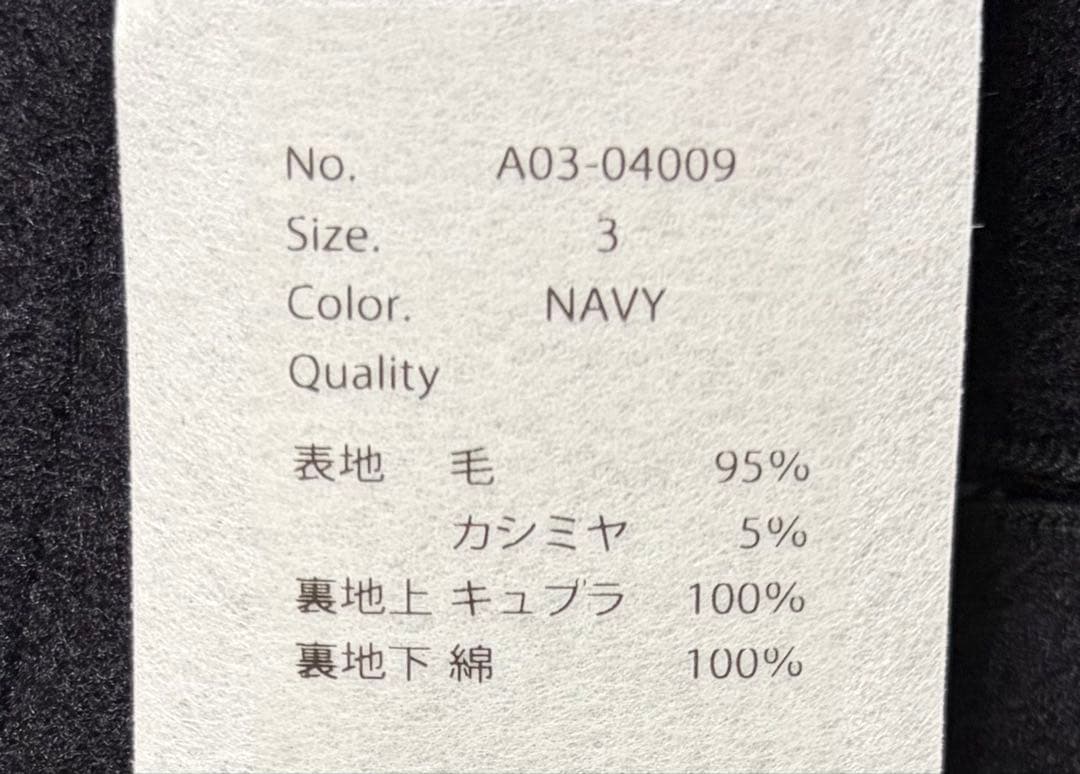 No. A03-04009
Size. 3
Color. NAVY
Quality
表地 毛 95%
カシミヤ 5%
裏地上 キュプラ 100%
裏地下 綿 100%